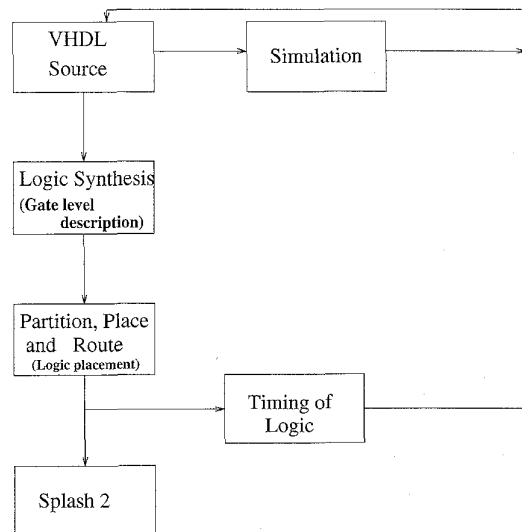 VHDL
Source
Simulation
Logic Synthesis
(Gate level
description)
Partition, Place
and Route
(Logic placement)
Timing of
Logic
Splash 2